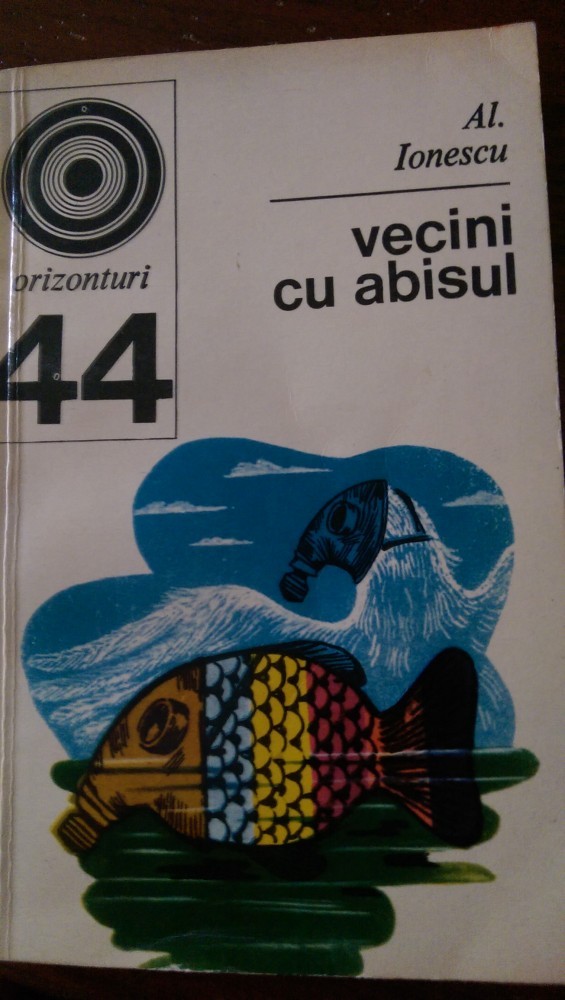 Al.
Ionescu
vecini
cu abisul
orizonturi
44